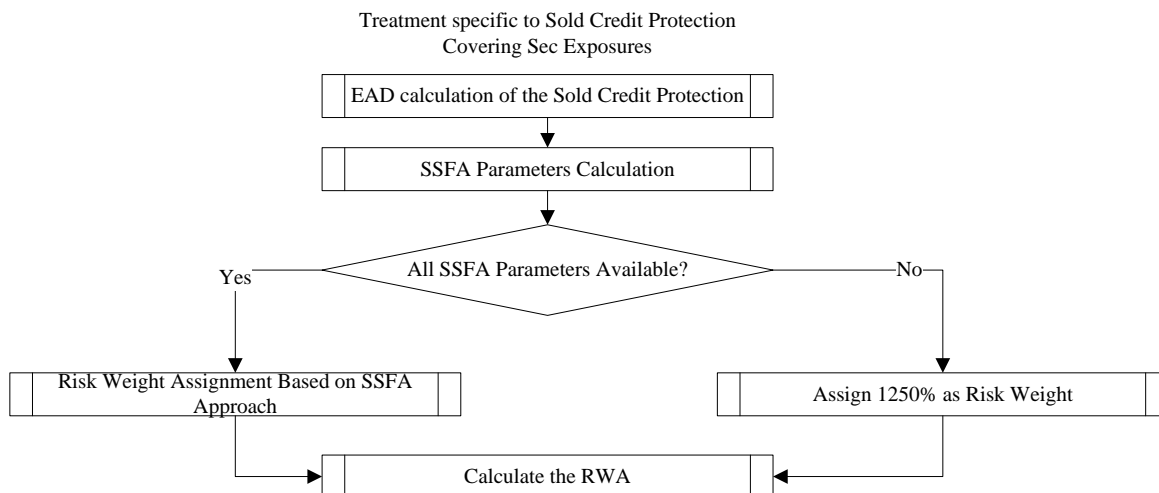 Treatment specific to Sold Credit Protection
Covering Sec Exposures
EAD calculation of the Sold Credit Protection
SSFA Parameters Calculation
All SSFA Parameters Available?
Yes
No
Risk Weight Assignment Based on SSFA
Approach
Assign 1250% as Risk Weight
Calculate the RWA